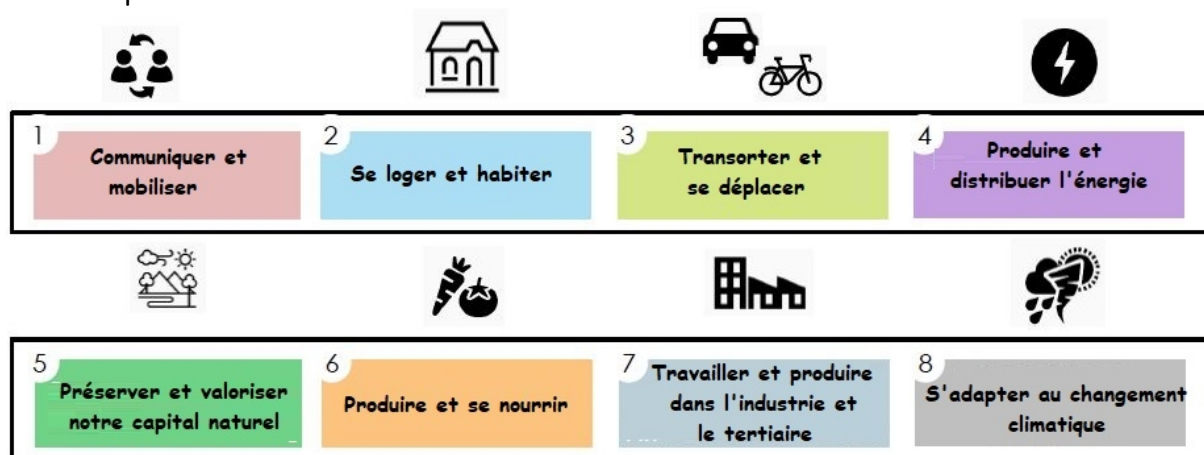 1
Communiquer et
mobiliser
2
Se loger et habiter
3
Transorter et
se déplacer
4
Produire et
distribuer l'énergie
5
Préserver et valoriser
notre capital naturel
6
Produire et se nourrir
7
Travailler et produire
dans l'industrie et
le tertiaire
8
S'adapter au changement
climatique